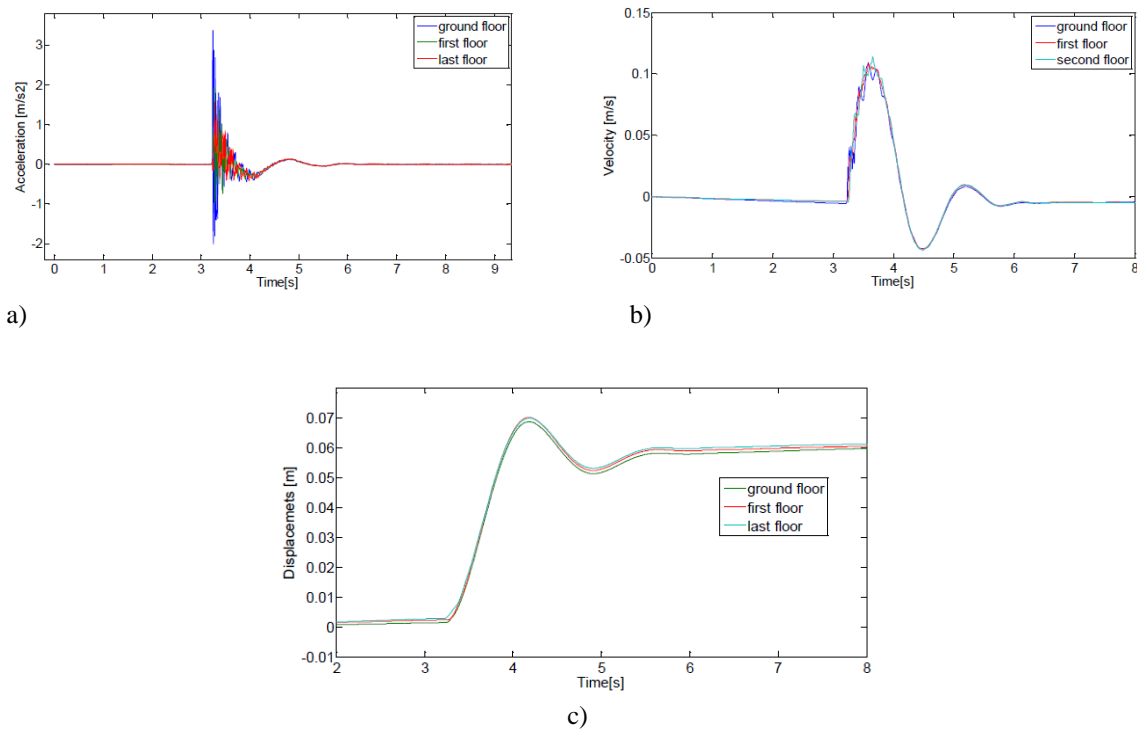 ground floor
first floor
last floor
Acceleration [m/s2]
3
2
1
0
-1
-2
0 1 2 3 4 5 6 7 8 9
Time[s]
a)
ground floor
first floor
second floor
Velocity [m/s]
0.15
0.1
0.05
0
-0.05
0 1 2 3 4 5 6 7 8
Time[s]
b)
Displacemets [m]
0.07
0.06
0.05
0.04
0.03
0.02
0.01
0
-0.01
ground floor
first floor
last floor
2 3 4 5 6 7 8
Time[s]
c)